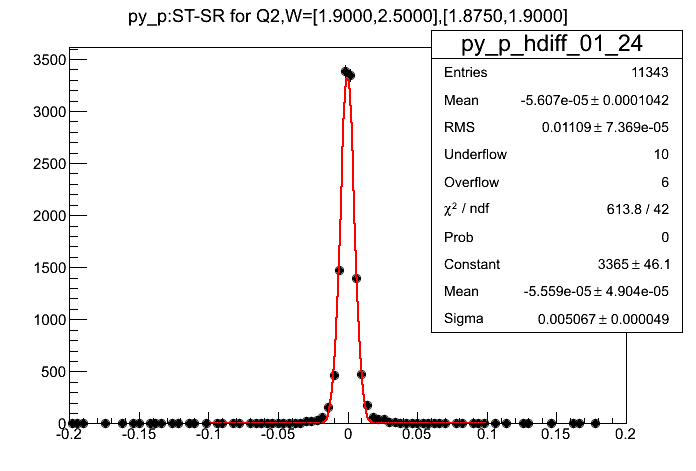 py_p:ST-SR for Q2,W=[1.9000,2.5000],[1.8750,1.9000]
py_p_hdiff_01_24
Entries 11343
Mean -5.607e-05 ± 0.0001042
RMS 0.01109 ± 7.369e-05
Underflow 10
Overflow 6
χ² / ndf 613.8 / 42
Prob 0
Constant 3365 ± 46.1
Mean -5.559e-05 ± 4.904e-05
Sigma 0.005067 ± 0.000049
3500
3000
2500
2000
1500
1000
500
0
-0.2 -0.15 -0.1 -0.05 0 0.05 0.1 0.15 0.2